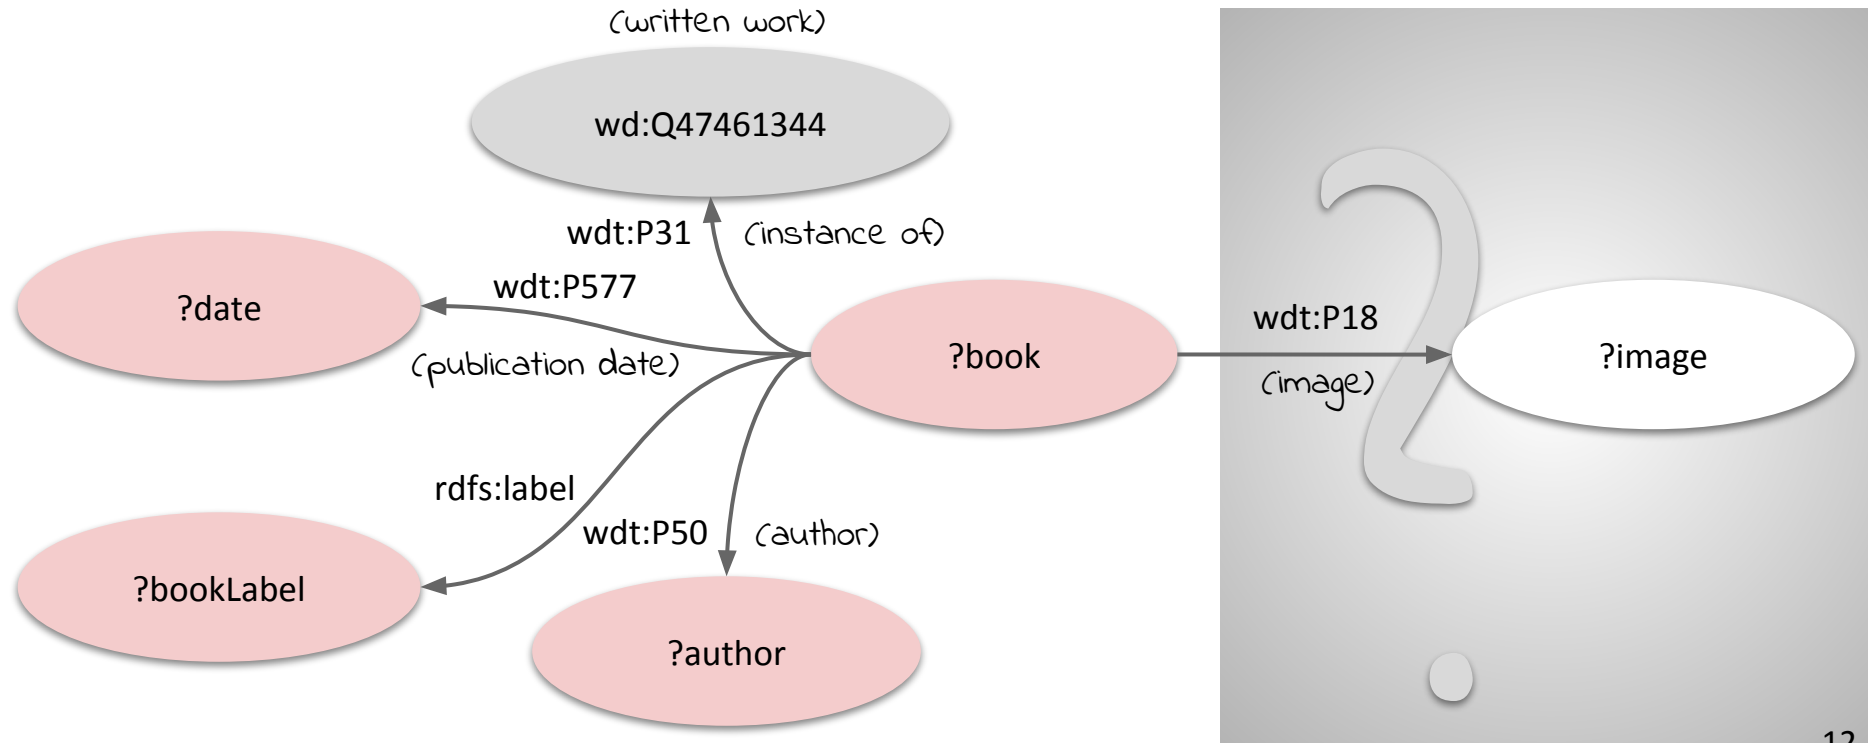 (written work)
wd:Q47461344
wdt:P31 (instance of)
wdt:P577
?date
(publication date)
?book
wdt:P18
(image)
?image
rdfs:label
wdt:P50 (author)
?bookLabel
?author
?
12